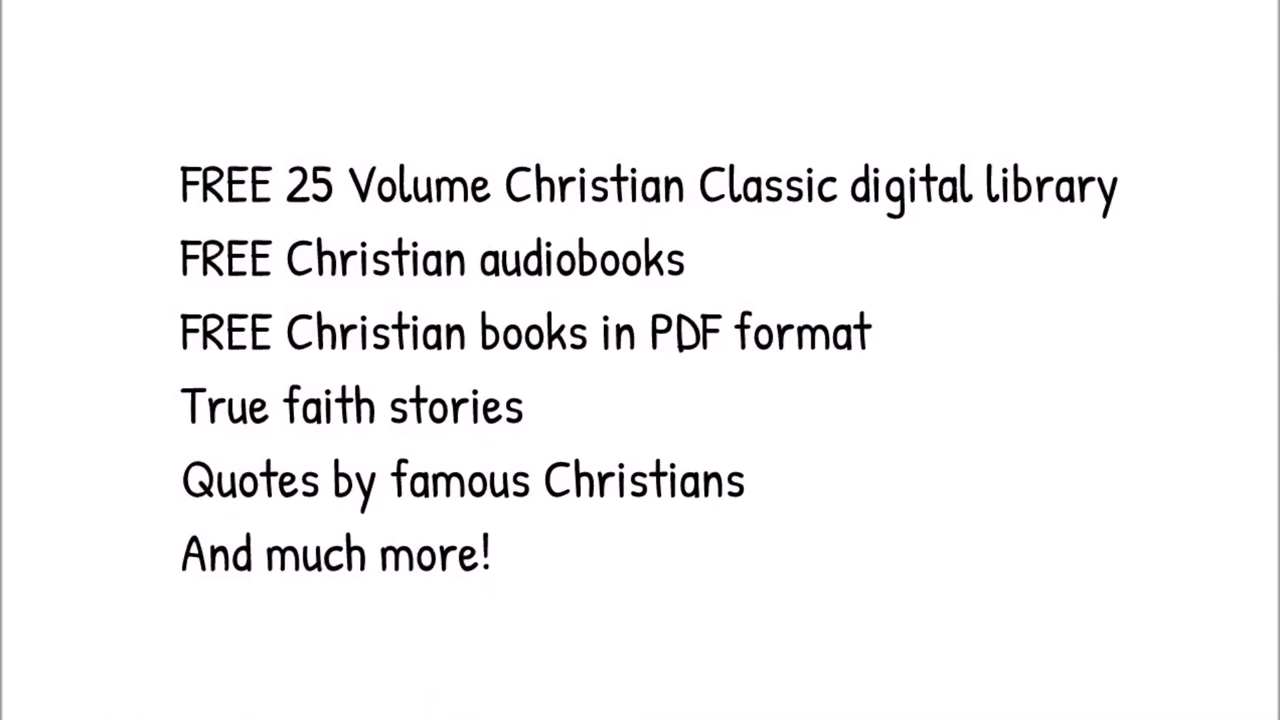 FREE 25 Volume Christian Classic digital library
FREE Christian audiobooks
FREE Christian books in PDF format
True faith stories
Quotes by famous Christians
And much more!